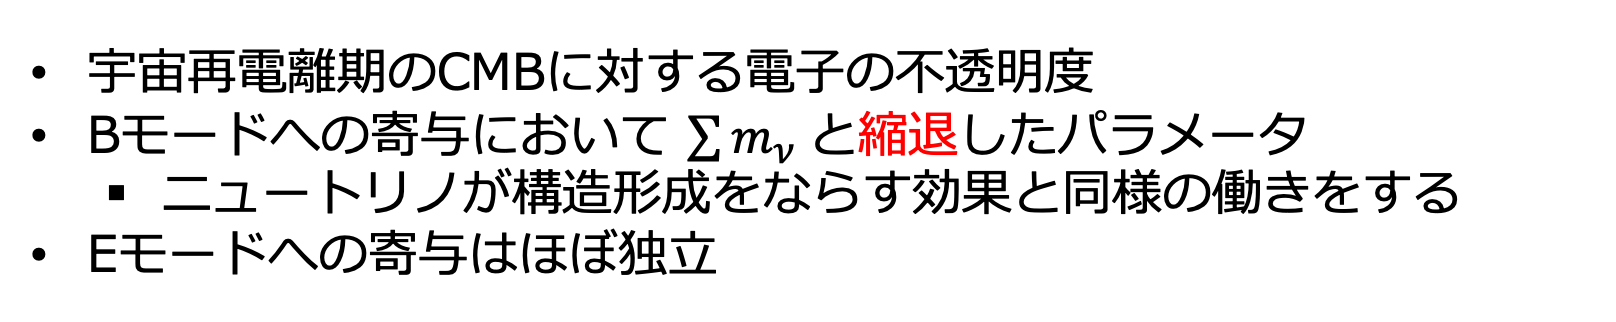 • 宇宙再電離期のCMBに対する電子の不透明度
• Bモードへの寄与において ∑ m_ν と縮退したパラメータ
▪ ニュートリノが構造形成をならす効果と同様の働きをする
• Eモードへの寄与はほぼ独立